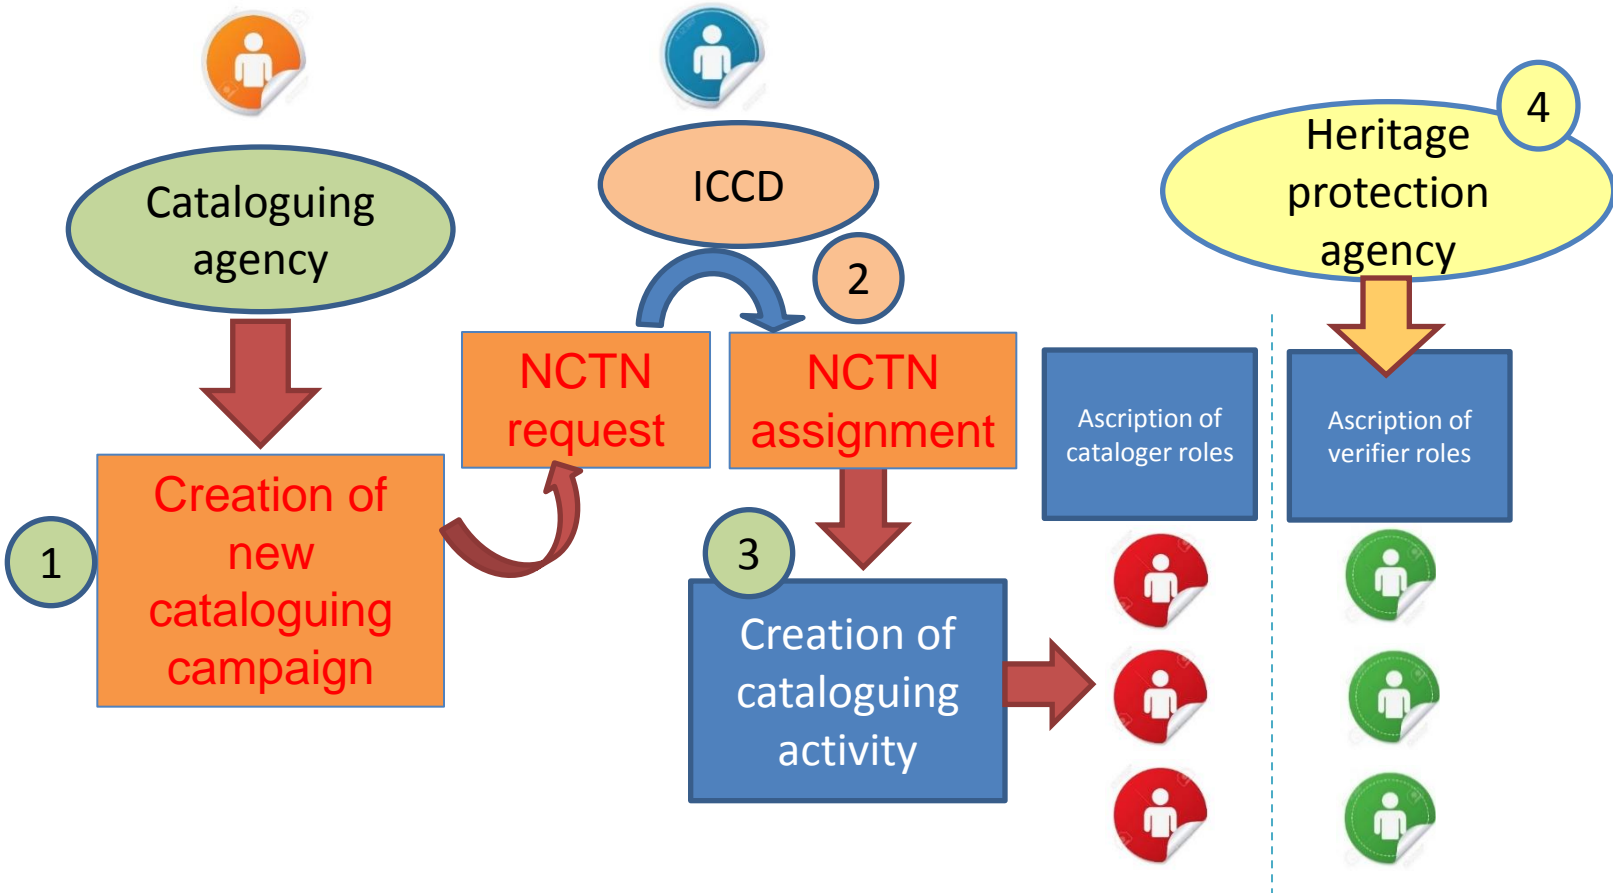 Cataloguing
agency
ICCD
4
Heritage
protection
agency
2
NCTN
request
NCTN
assignment
Ascription of
cataloger roles
Ascription of
verifier roles
1
Creation of
new
cataloguing
campaign
3
Creation of
cataloguing
activity